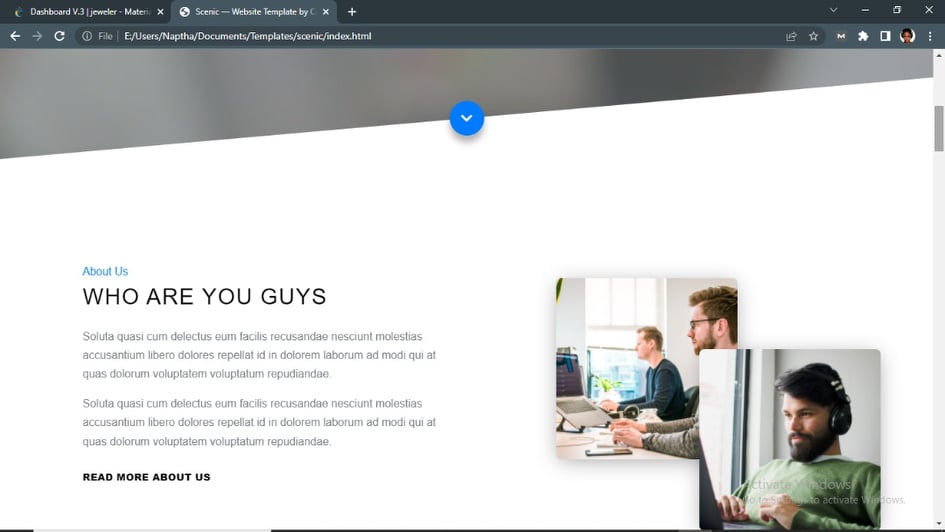 Dashboard V.3 | jeweler - Materia
Scenic — Website Template by C
File
E:/Users/Naptha/Documents/Templates/scenic/index.html
M
About Us
WHO ARE YOU GUYS
Soluta quasi cum delectus eum facilis recusandae nesciunt molestias
accusantium libero dolores repellat id in dolorem laborum ad modi qui at
quas dolorum voluptatem voluptatum repudiandae.
Soluta quasi cum delectus eum facilis recusandae nesciunt molestias
accusantium libero dolores repellat id in dolorem laborum ad modi qui at
quas dolorum voluptatem voluptatum repudiandae.
READ MORE ABOUT US
Activate Windows
Go to Settings to activate Windows.